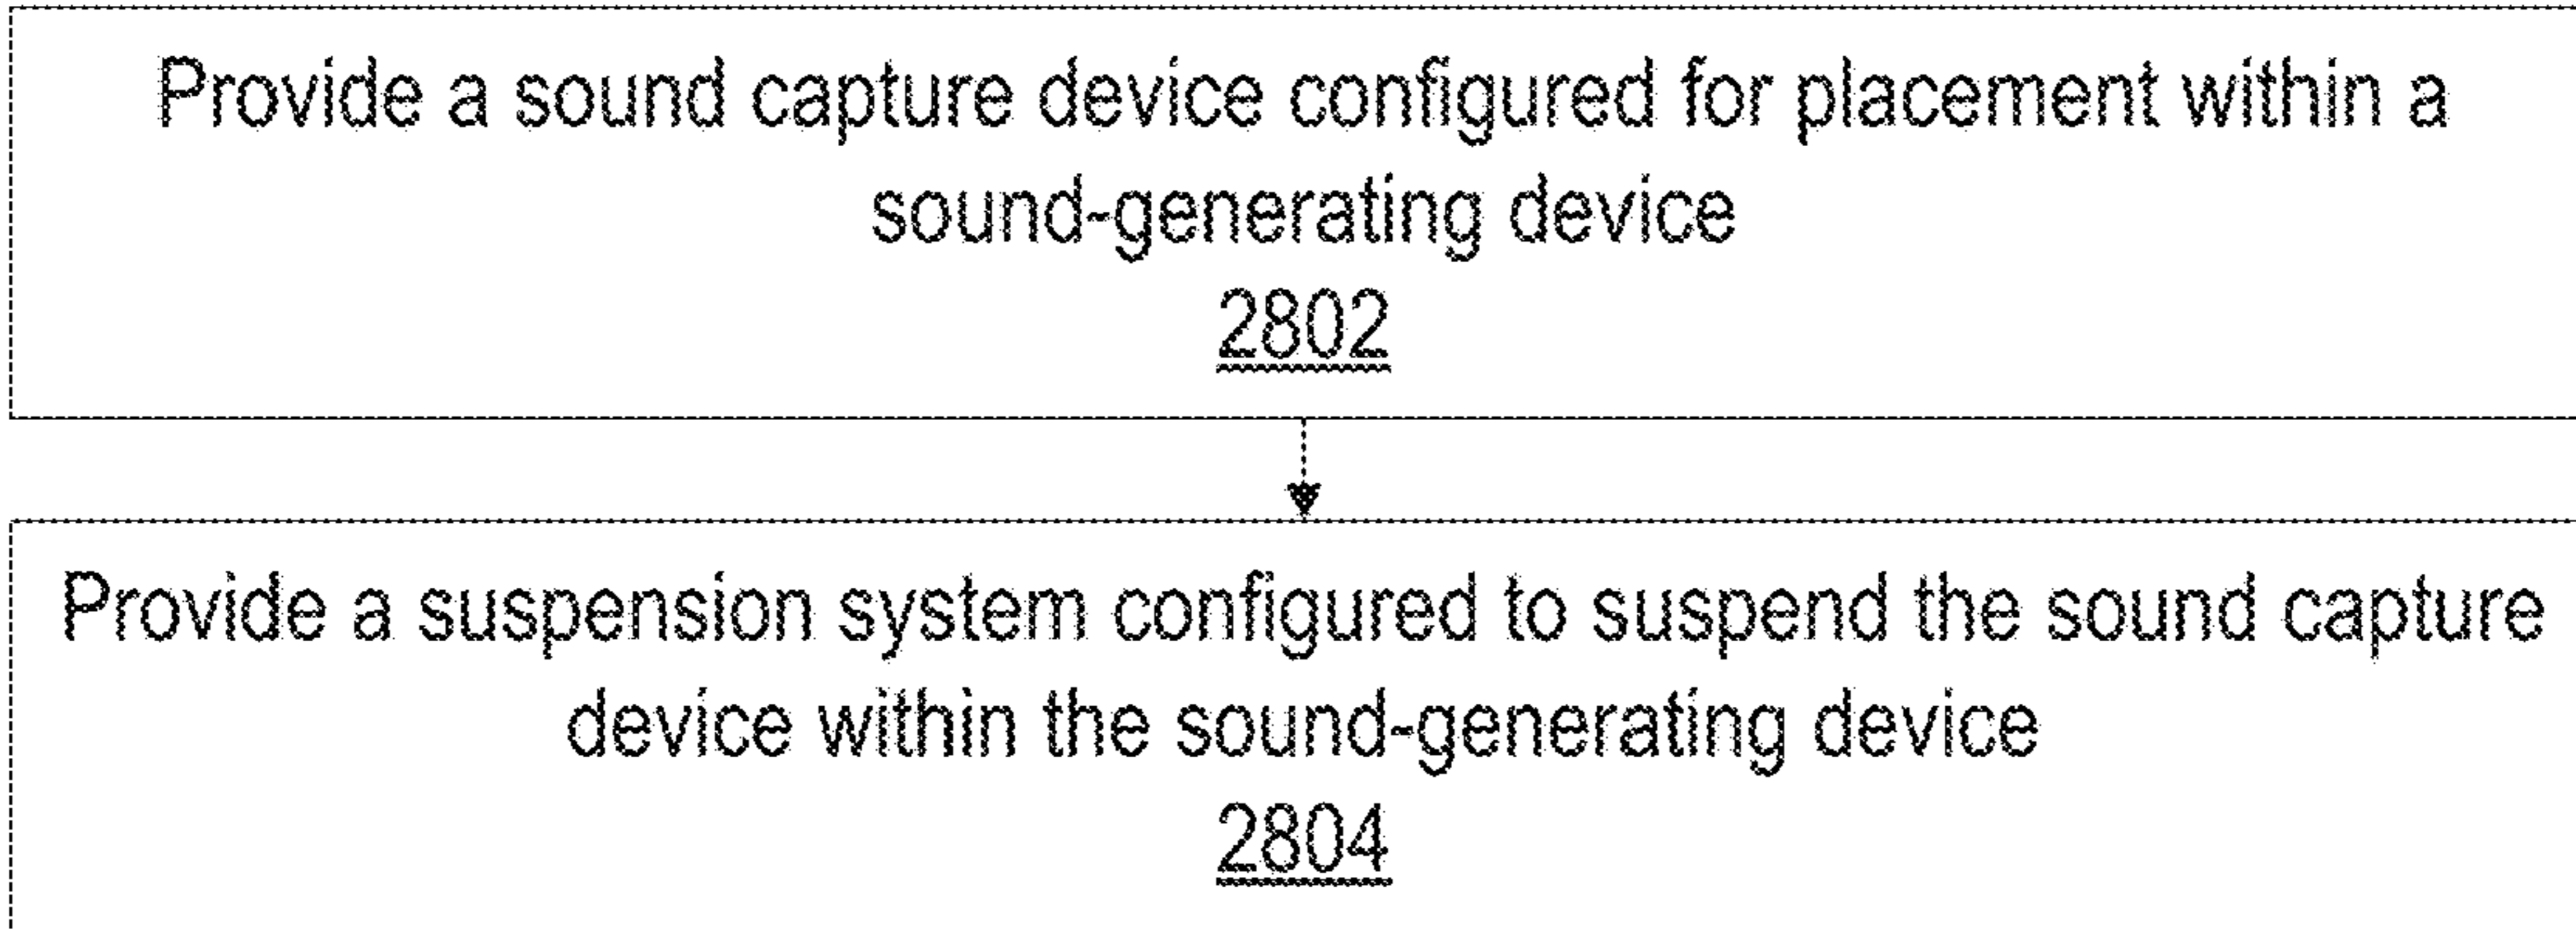 Provide a sound capture device configured for placement within a
sound-generating device
2802
Provide a suspension system configured to suspend the sound capture
device within the sound-generating device
2804